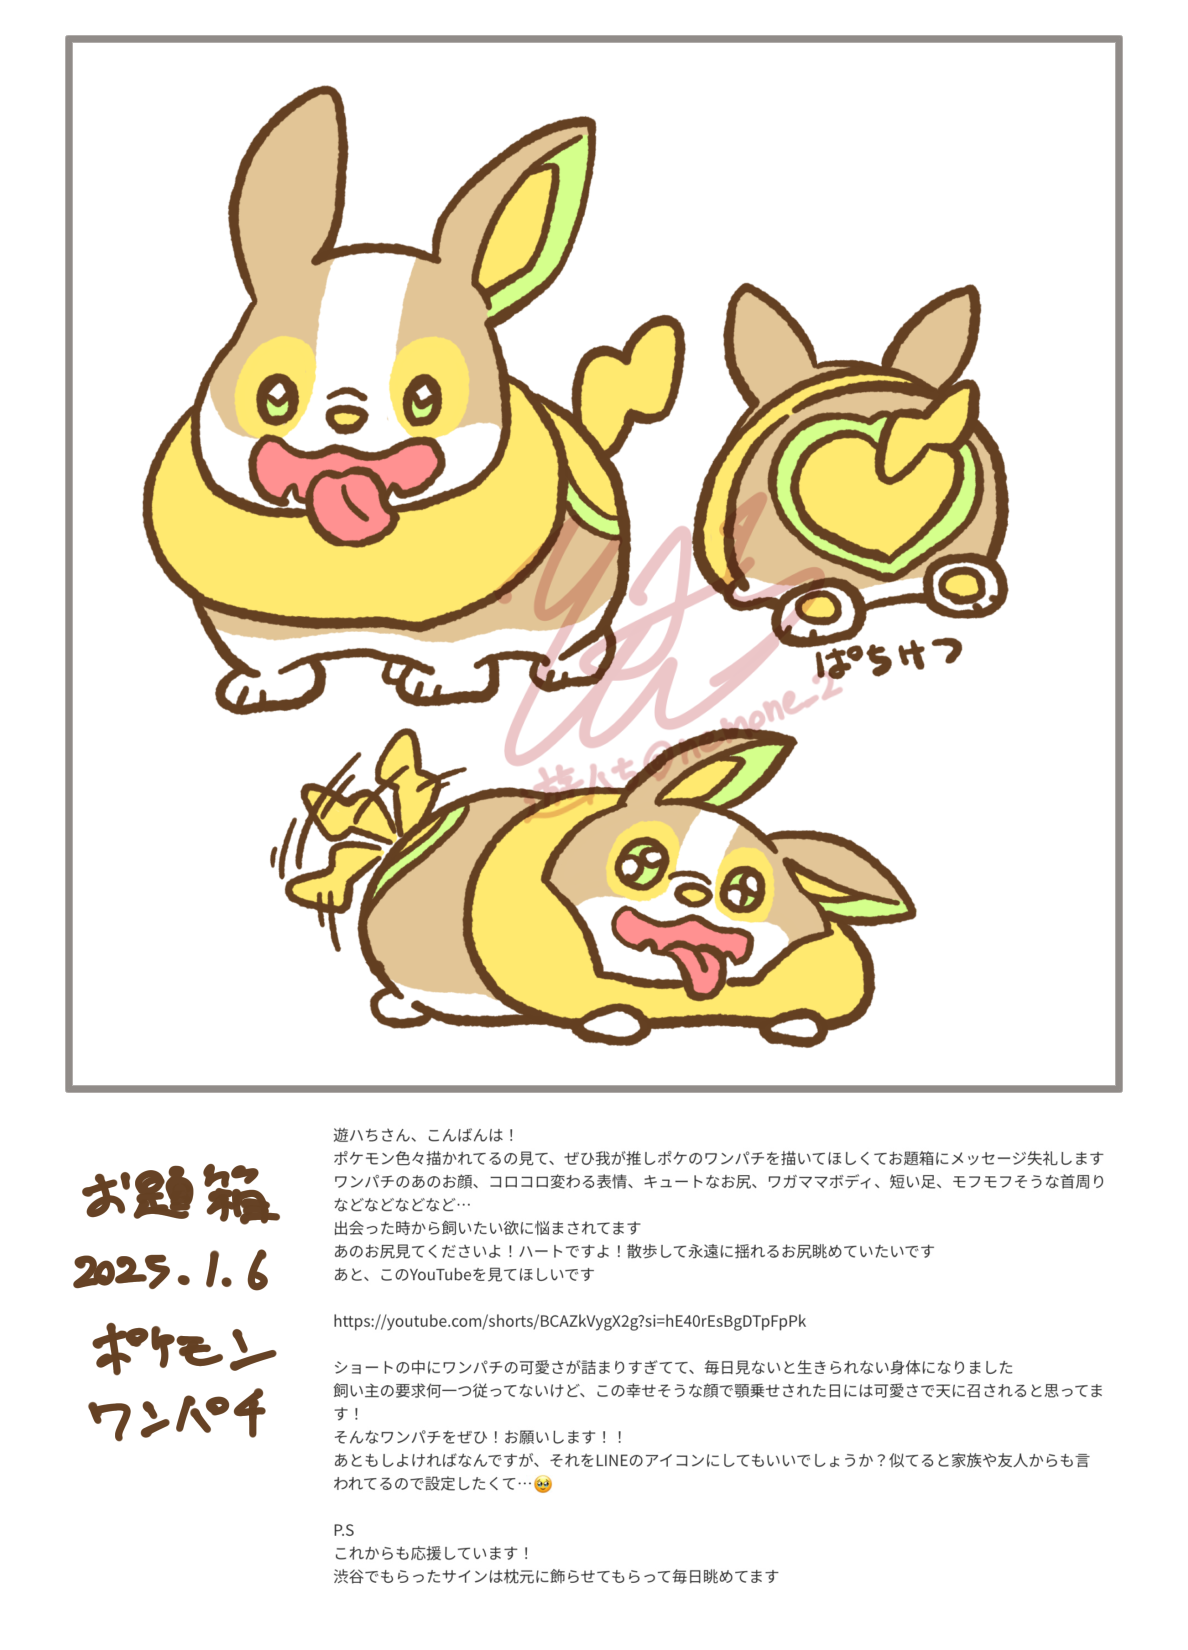 ぱちけつ
遊ハち@nomone_2
お題箱
2025.1.6
ポケモン
ワンパチ
遊ハちさん、こんばんは！
ポケモン色々描かれてるの見て、ぜひ我が推しポケのワンパチを描いてほしくてお題箱にメッセージ失礼します
ワンパチのあのお顔、コロコロ変わる表情、キュートなお尻、ワガママボディ、短い足、モフモフそうな首周り
などなどなどなど…
出会った時から飼いたい欲に悩まされてます
あのお尻見てくださいよ！ハートですよ！散歩して永遠に揺れるお尻眺めていたいです
あと、このYouTubeを見てほしいです
https://youtube.com/shorts/BCAZkVygX2g?si=hE40rEsBgDTpFpPk
ショートの中にワンパチの可愛さが詰まりすぎてて、毎日見ないと生きられない身体になりました
飼い主の要求何一つ従ってないけど、この幸せそうな顔で顎乗せされた日には可愛さで天に召されると思ってま
す！
そんなワンパチをぜひ！お願いします！！
あともしよければなんですが、それをLINEのアイコンにしてもいいでしょうか？似てると家族や友人からも言
われてるので設定したくて…🥹
P.S
これからも応援しています！
渋谷でもらったサインは枕元に飾らせてもらって毎日眺めてます